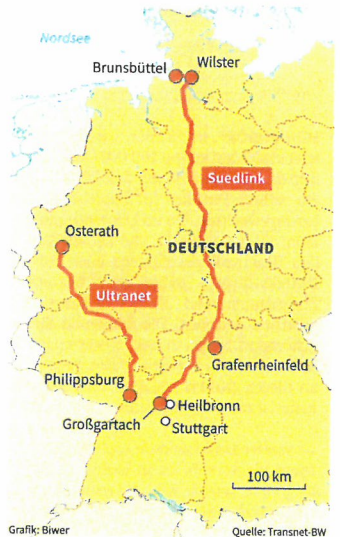 Nordsee
Brunsbüttel
Wilster
Suedlink
Osterath
DEUTSCHLAND
Ultranet
Grafenrheinfeld
Philippsburg
Heilbronn
Großgartach
Stuttgart
100 km
Grafik: Biwer
Quelle: Transnet-BW